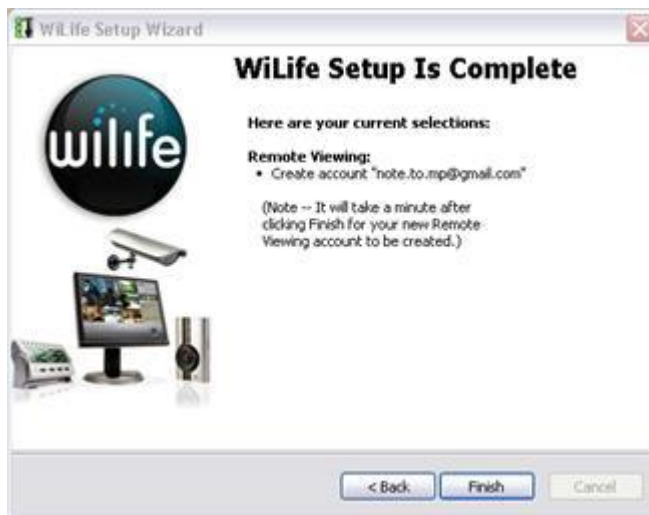 WiLife Setup Wizard
WiLife Setup Is Complete
wilife
Here are your current selections:
Remote Viewing:
• Create account "note.to.mp@gmail.com"
(Note -- It will take a minute after
clicking Finish for your new Remote
Viewing account to be created.)
< Back
Finish
Cancel